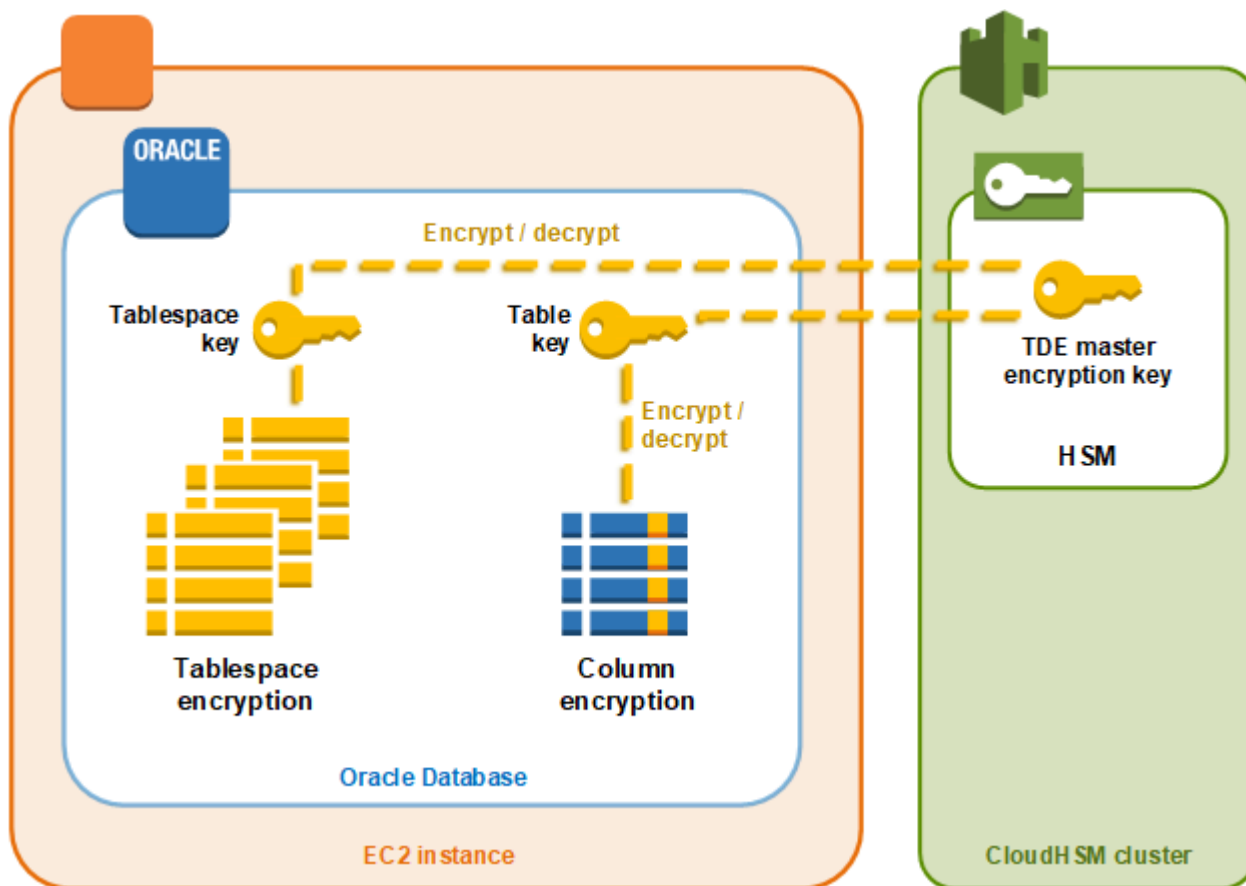 ORACLE
Encrypt / decrypt
Tablespace
key
Table
key
TDE master
encryption key
Encrypt /
decrypt
HSM
Tablespace
encryption
Column
encryption
Oracle Database
EC2 instance
CloudHSM cluster